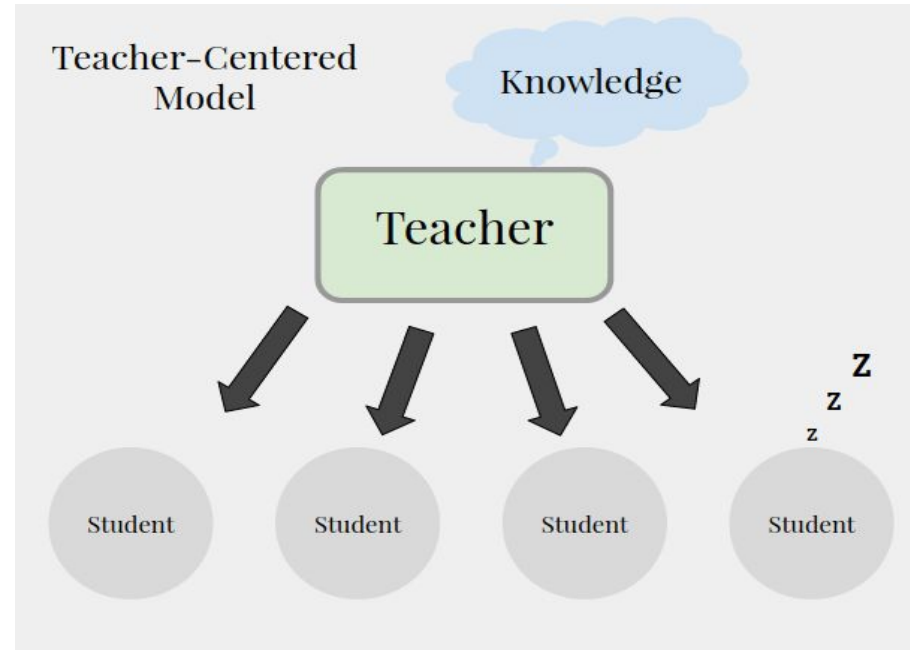 Teacher-Centered
Model
Knowledge
Teacher
z
z
z
Student
Student
Student
Student